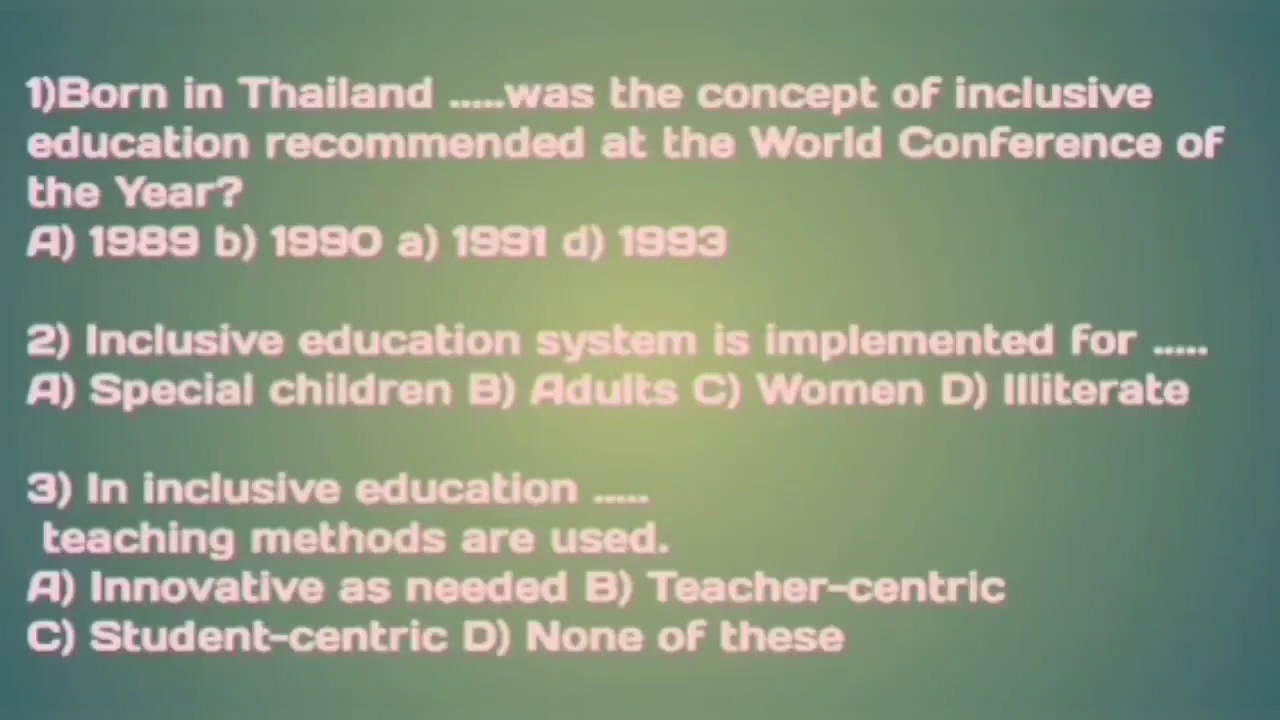 1)Born in Thailand .....was the concept of inclusive
education recommended at the World Conference of
the Year?
A) 1989 b) 1990 a) 1991 d) 1993
2) Inclusive education system is implemented for .....
A) Special children B) Adults C) Women D) Illiterate
3) In inclusive education .....
teaching methods are used.
A) Innovative as needed B) Teacher-centric
C) Student-centric D) None of these